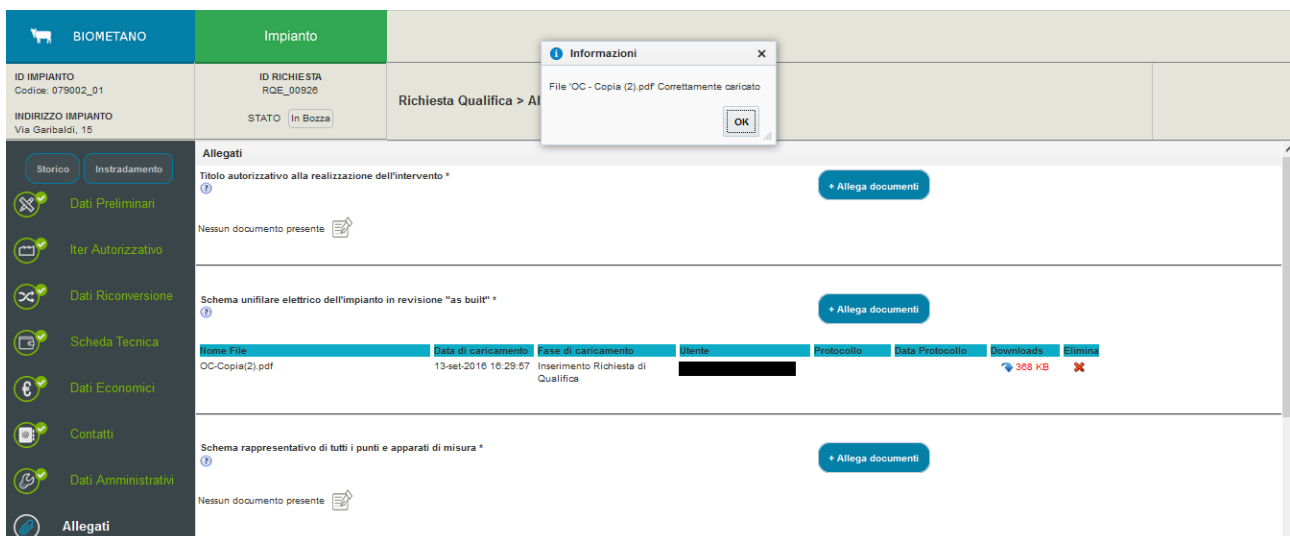 BIOMETANO
Impianto
Informazioni
x
File 'OC - Copia (2).pdf' Correttamente caricato
OK
ID IMPIANTO
Codice: 079002_01
INDIRIZZO IMPIANTO
Via Garibaldi, 15
ID RICHIESTA
RQE_00926
STATO In Bozza
Richiesta Qualifica > Al
Storico
Instradamento
Dati Preliminari
Iter Autorizzativo
Dati Riconversione
Scheda Tecnica
Dati Economici
Contatti
Dati Amministrativi
Allegati
Allegati
Titolo autorizzativo alla realizzazione dell'intervento *
?
+ Allega documenti
Nessun documento presente
Schema unifilare elettrico dell'impianto in revisione "as built" *
?
+ Allega documenti
Nome File Data di caricamento Fase di caricamento Utente Protocollo Data Protocollo Downloads Elimina
OC-Copia(2).pdf 13-set-2016 16:29:57 Inserimento Richiesta di 368 KB
Qualifica
Schema rappresentativo di tutti i punti e apparati di misura *
?
+ Allega documenti
Nessun documento presente